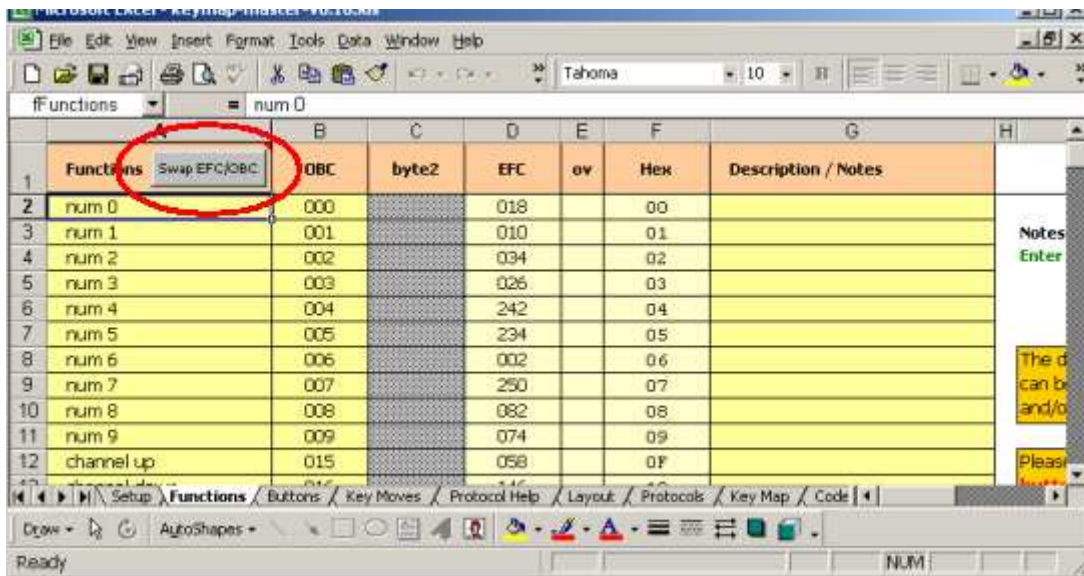 Microsoft Excel - keymap-master-v8.16.xls
File Edit View Insert Format Tools Data Window Help
Tahoma 10 B
fFunctions = num 0
A B C D E F G H
1 Functions Swap EFC/OBC OBC byte2 EFC ov Hex Description / Notes
2 num 0 000 018 00
3 num 1 001 010 01 Notes
4 num 2 002 034 02 Enter
5 num 3 003 026 03
6 num 4 004 242 04
7 num 5 005 234 05
8 num 6 006 002 06 The d
9 num 7 007 250 07 can b
10 num 8 008 082 08 and/o
11 num 9 009 074 09
12 channel up 015 058 0F Pleas
Setup Functions Buttons Key Moves Protocol Help Layout Protocols Key Map Code
Draw AutoShapes A
Ready NUM